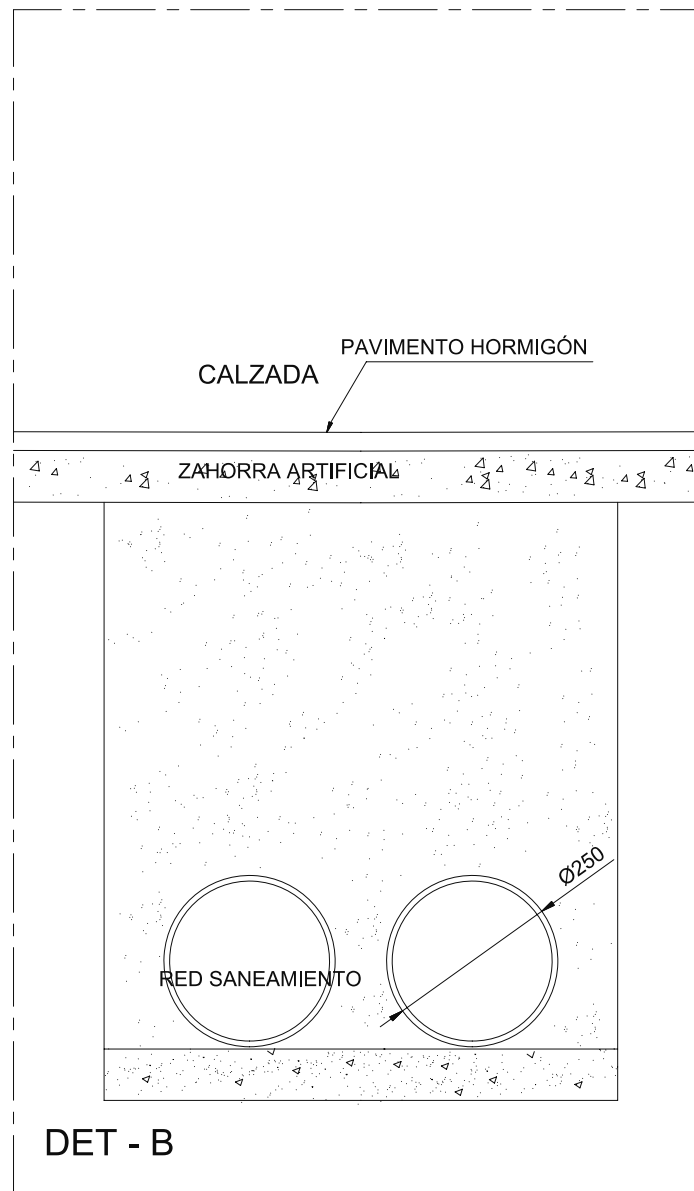 PAVIMENTO HORMIGÓN
CALZADA
ZAHORRA ARTIFICIAL
Ø250
RED SANEAMIENTO
DET - B